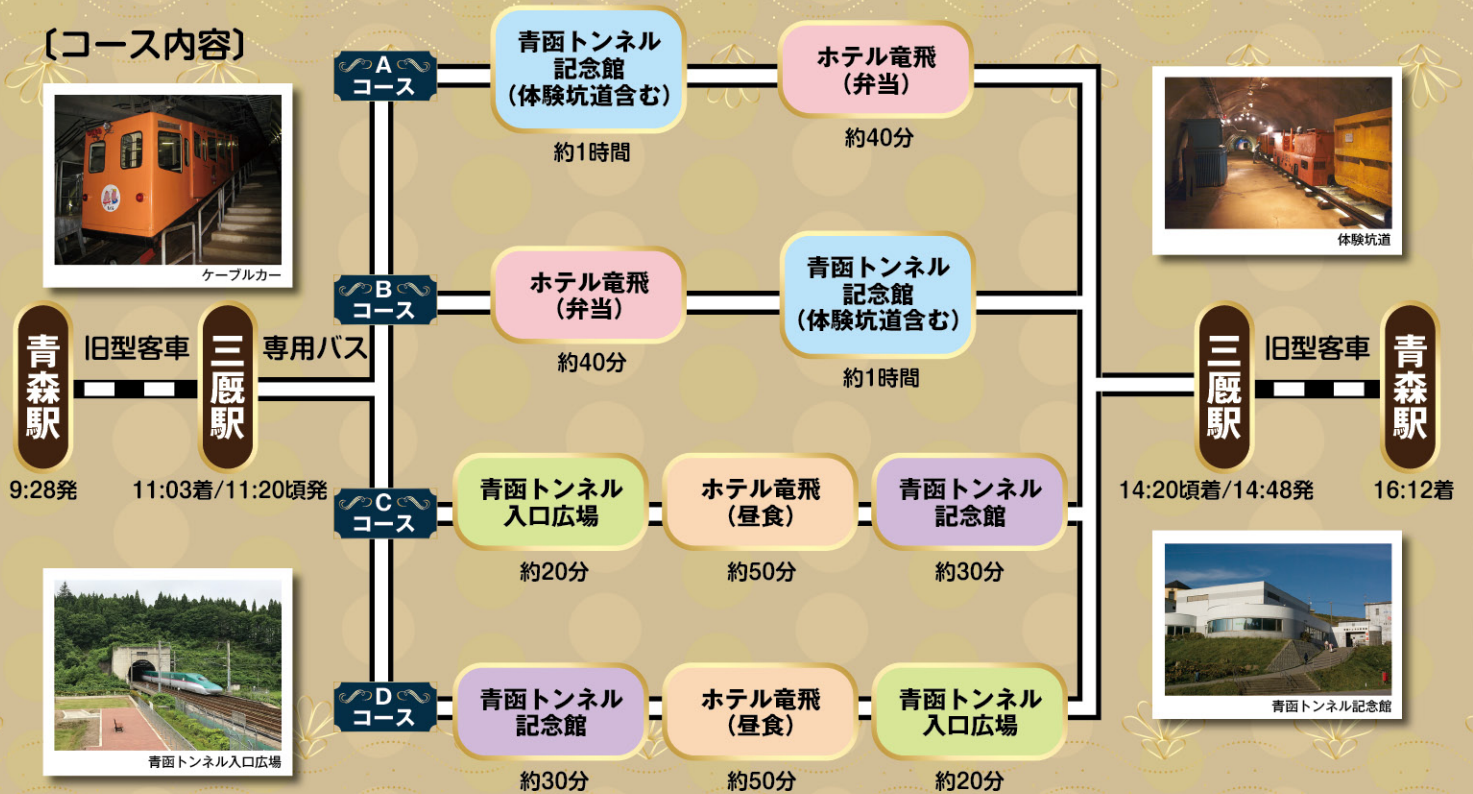 〔コース内容〕
ケーブルカー
体験坑道
A
コース
青函トンネル
記念館
(体験坑道含む)
約1時間
ホテル竜飛
(弁当)
約40分
B
コース
ホテル竜飛
(弁当)
約40分
青函トンネル
記念館
(体験坑道含む)
約1時間
青森駅
旧型客車
三厩駅
専用バス
9:28発
11:03着/11:20頃発
三厩駅
旧型客車
青森駅
14:20頃着/14:48発
16:12着
C
コース
青函トンネル
入口広場
約20分
ホテル竜飛
(昼食)
約50分
青函トンネル
記念館
約30分
D
コース
青函トンネル
記念館
約30分
ホテル竜飛
(昼食)
約50分
青函トンネル
入口広場
約20分
青函トンネル入口広場
青函トンネル記念館